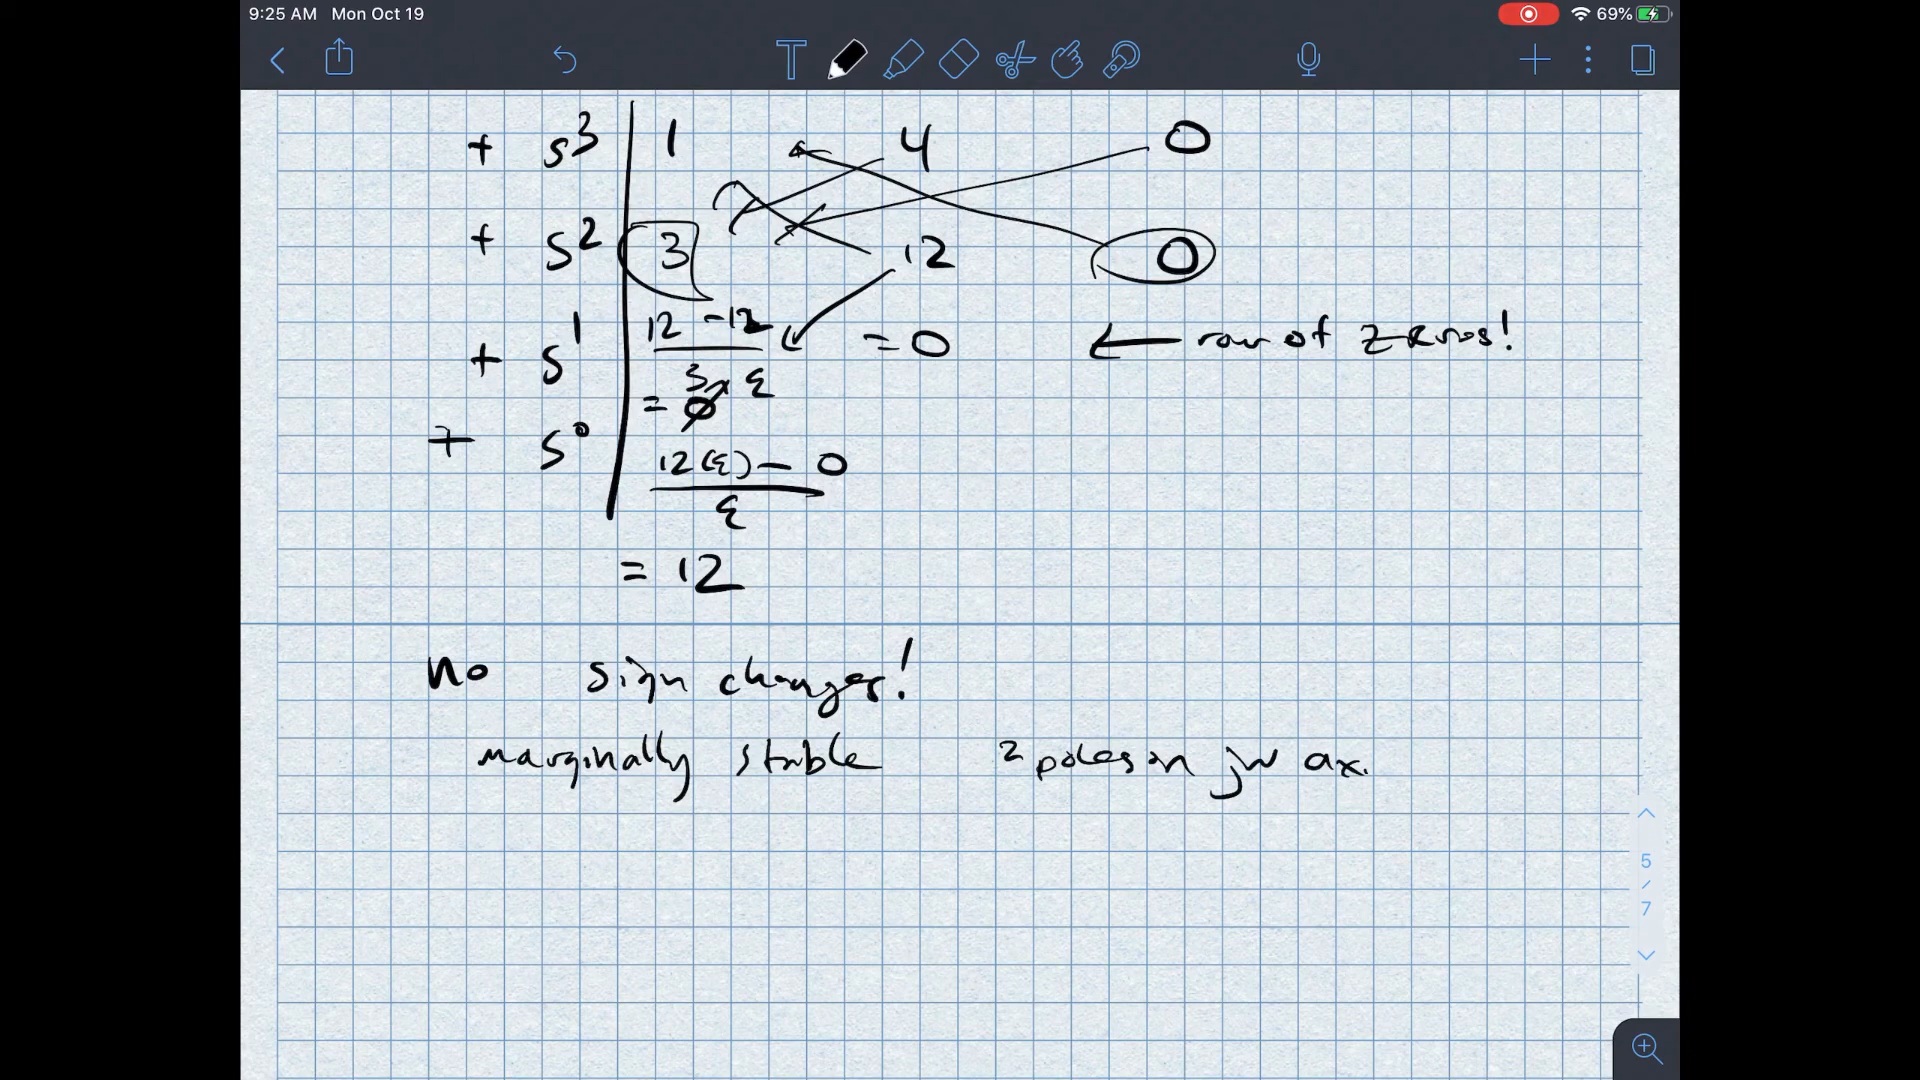 9:25 AM Mon Oct 19 69%
+ s³ 1 4 0
+ s² 3 12 0
+ s¹ 12 - 12 = 0 ← row of zeros!
3
= 0 ε
+ s⁰ 12(ε) - 0
ε
= 12
No sign changes!
marginally stable 2 poles on jw ax.
5
/
7